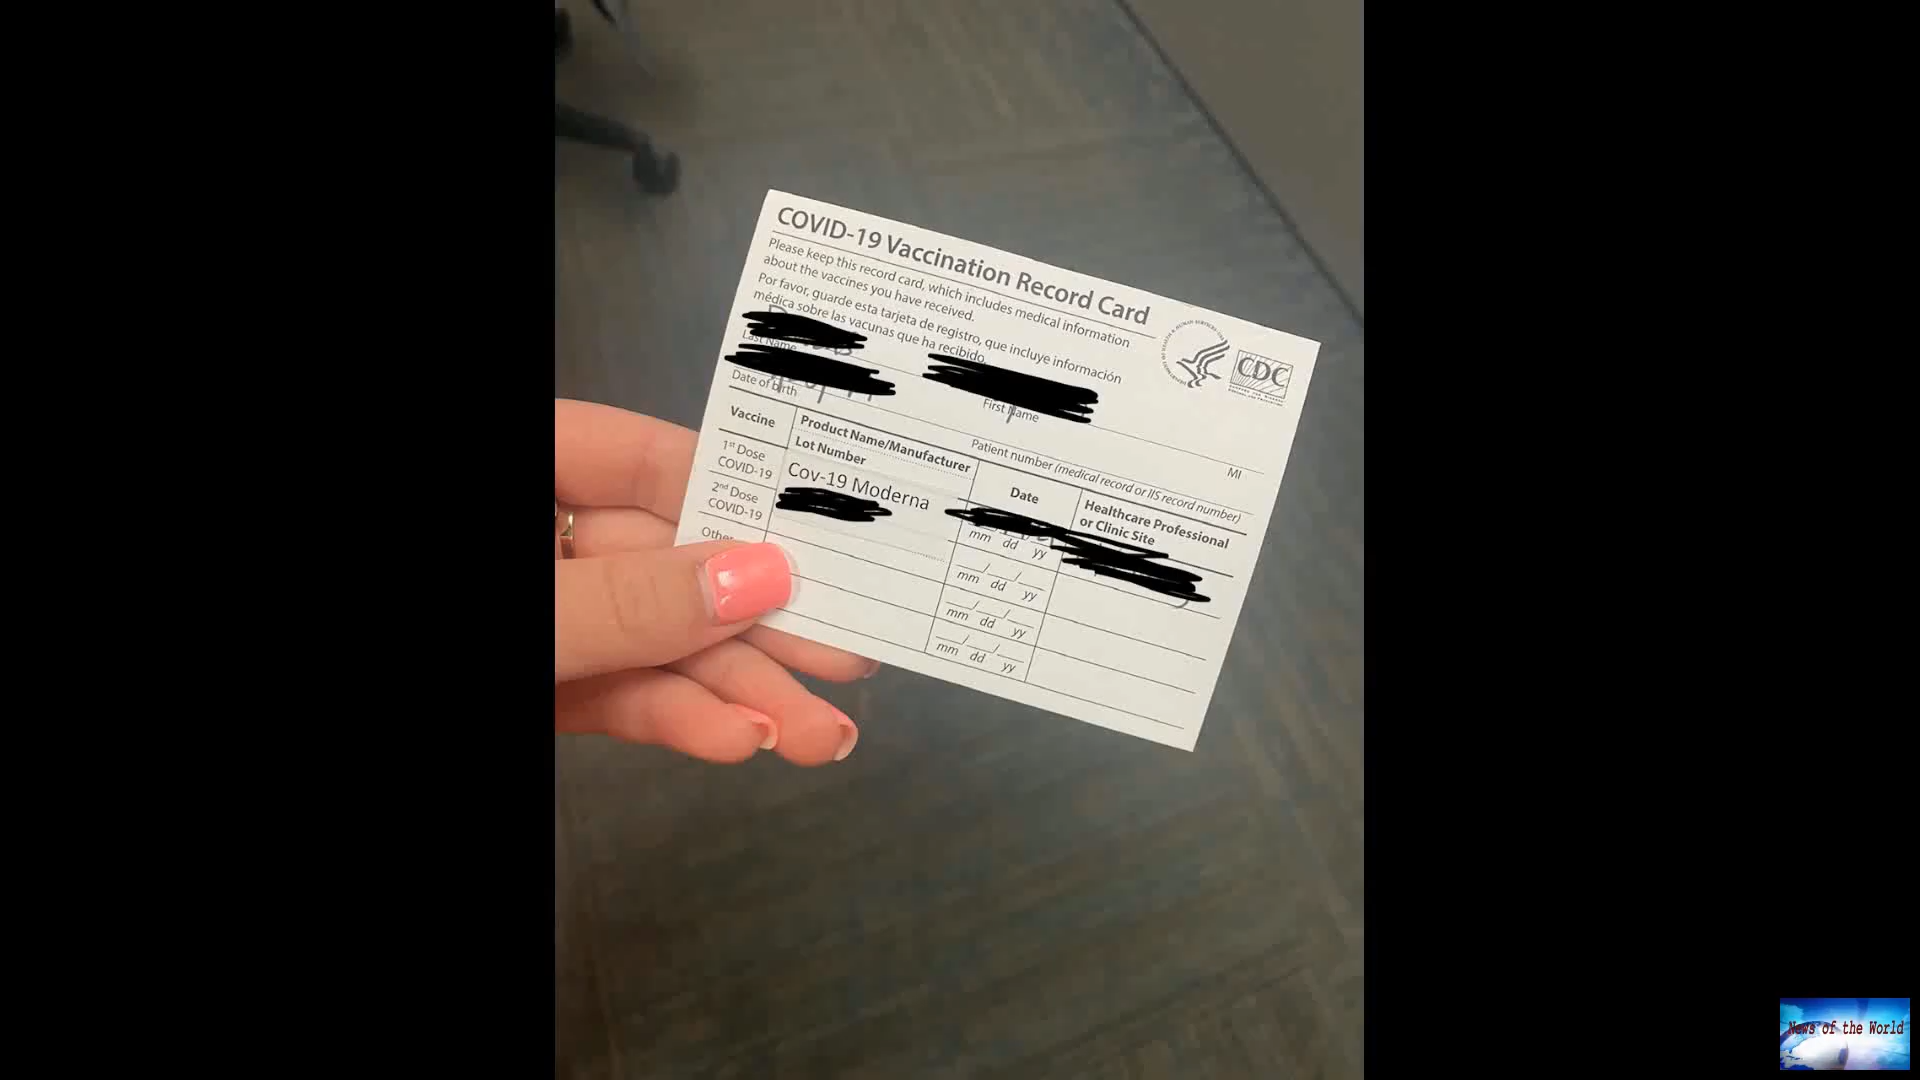 COVID-19 Vaccination Record Card
Please keep this record card, which includes medical information
about the vaccines you have received.
Por favor, guarde esta tarjeta de registro, que incluye información
médica sobre las vacunas que ha recibido.
Last Name
First Name
MI
Date of birth
Patient number (medical record or IIS record number)
CDC
Vaccine
Product Name/Manufacturer
Lot Number
Date
Healthcare Professional
or Clinic Site
1st Dose
COVID-19
Cov-19 Moderna
mm dd yy
2nd Dose
COVID-19
mm dd yy
Other
mm dd yy
mm dd yy
News of the World